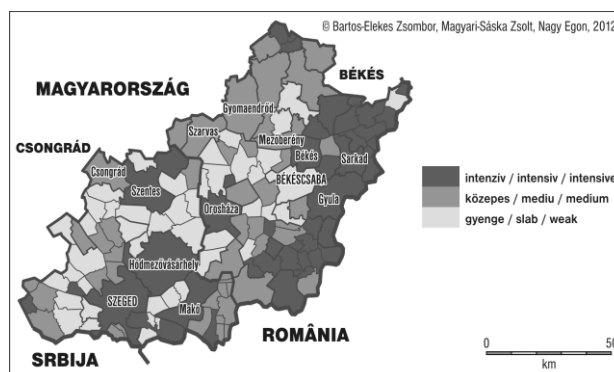 © Bartos-Elekes Zsombor, Magyari-Sáska Zsolt, Nagy Egon, 2012
MAGYARORSZÁG
BÉKÉS
Gyomaendrőd
Szarvas
Mezőberény
CSONGRÁD
Csongrád
Békés
Sarkad
Szentes
BÉKÉSCSABA
Orosháza
Gyula
intenzív / intensiv / intensive
közepes / mediu / medium
gyenge / slab / weak
Hódmezővásárhely
SZEGED
Makó
ROMÂNIA
SRBIJA
0 50
km